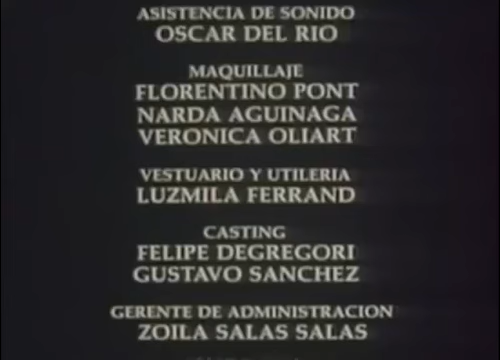 ASISTENCIA DE SONIDO
OSCAR DEL RIO
MAQUILLAJE
FLORENTINO PONT
NARDA AGUINAGA
VERONICA OLIART
VESTUARIO Y UTILERIA
LUZMILA FERRAND
CASTING
FELIPE DEGREGORI
GUSTAVO SANCHEZ
GERENTE DE ADMINISTRACION
ZOILA SALAS SALAS